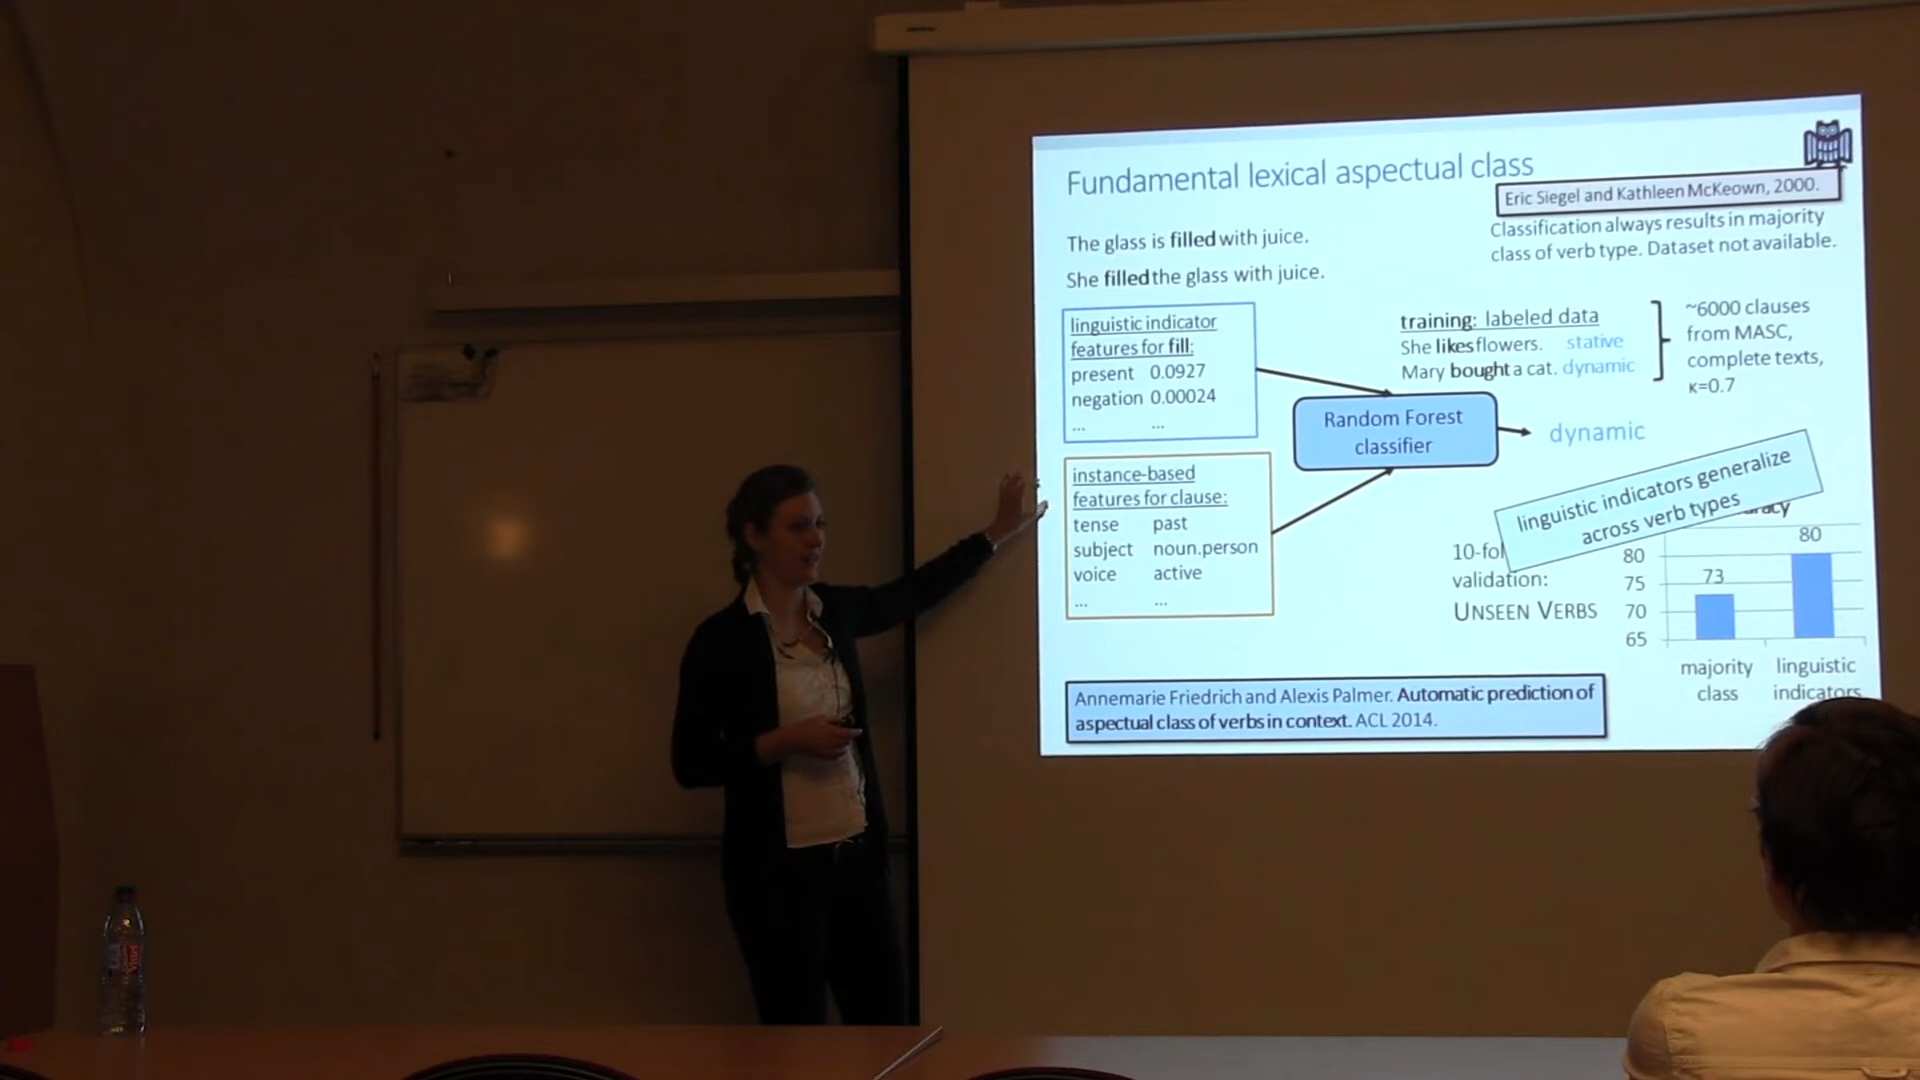 Fundamental lexical aspectual class
Eric Siegel and Kathleen McKeown, 2000.
Classification always results in majority
class of verb type. Dataset not available.
The glass is filled with juice.
She filled the glass with juice.
linguistic indicator
features for fill:
present 0.0927
negation 0.00024
... ...
instance-based
features for clause:
tense past
subject noun.person
voice active
... ...
training: labeled data
She likes flowers. stative
Mary bought a cat. dynamic
~6000 clauses
from MASC,
complete texts,
κ=0.7
Random Forest
classifier
dynamic
linguistic indicators generalize
across verb types
10-fol
validation:
UNSEEN VERBS
80
75
70
65
73
80
majority
class
linguistic
indicators
Annemarie Friedrich and Alexis Palmer. Automatic prediction of
aspectual class of verbs in context. ACL 2014.
Vittel